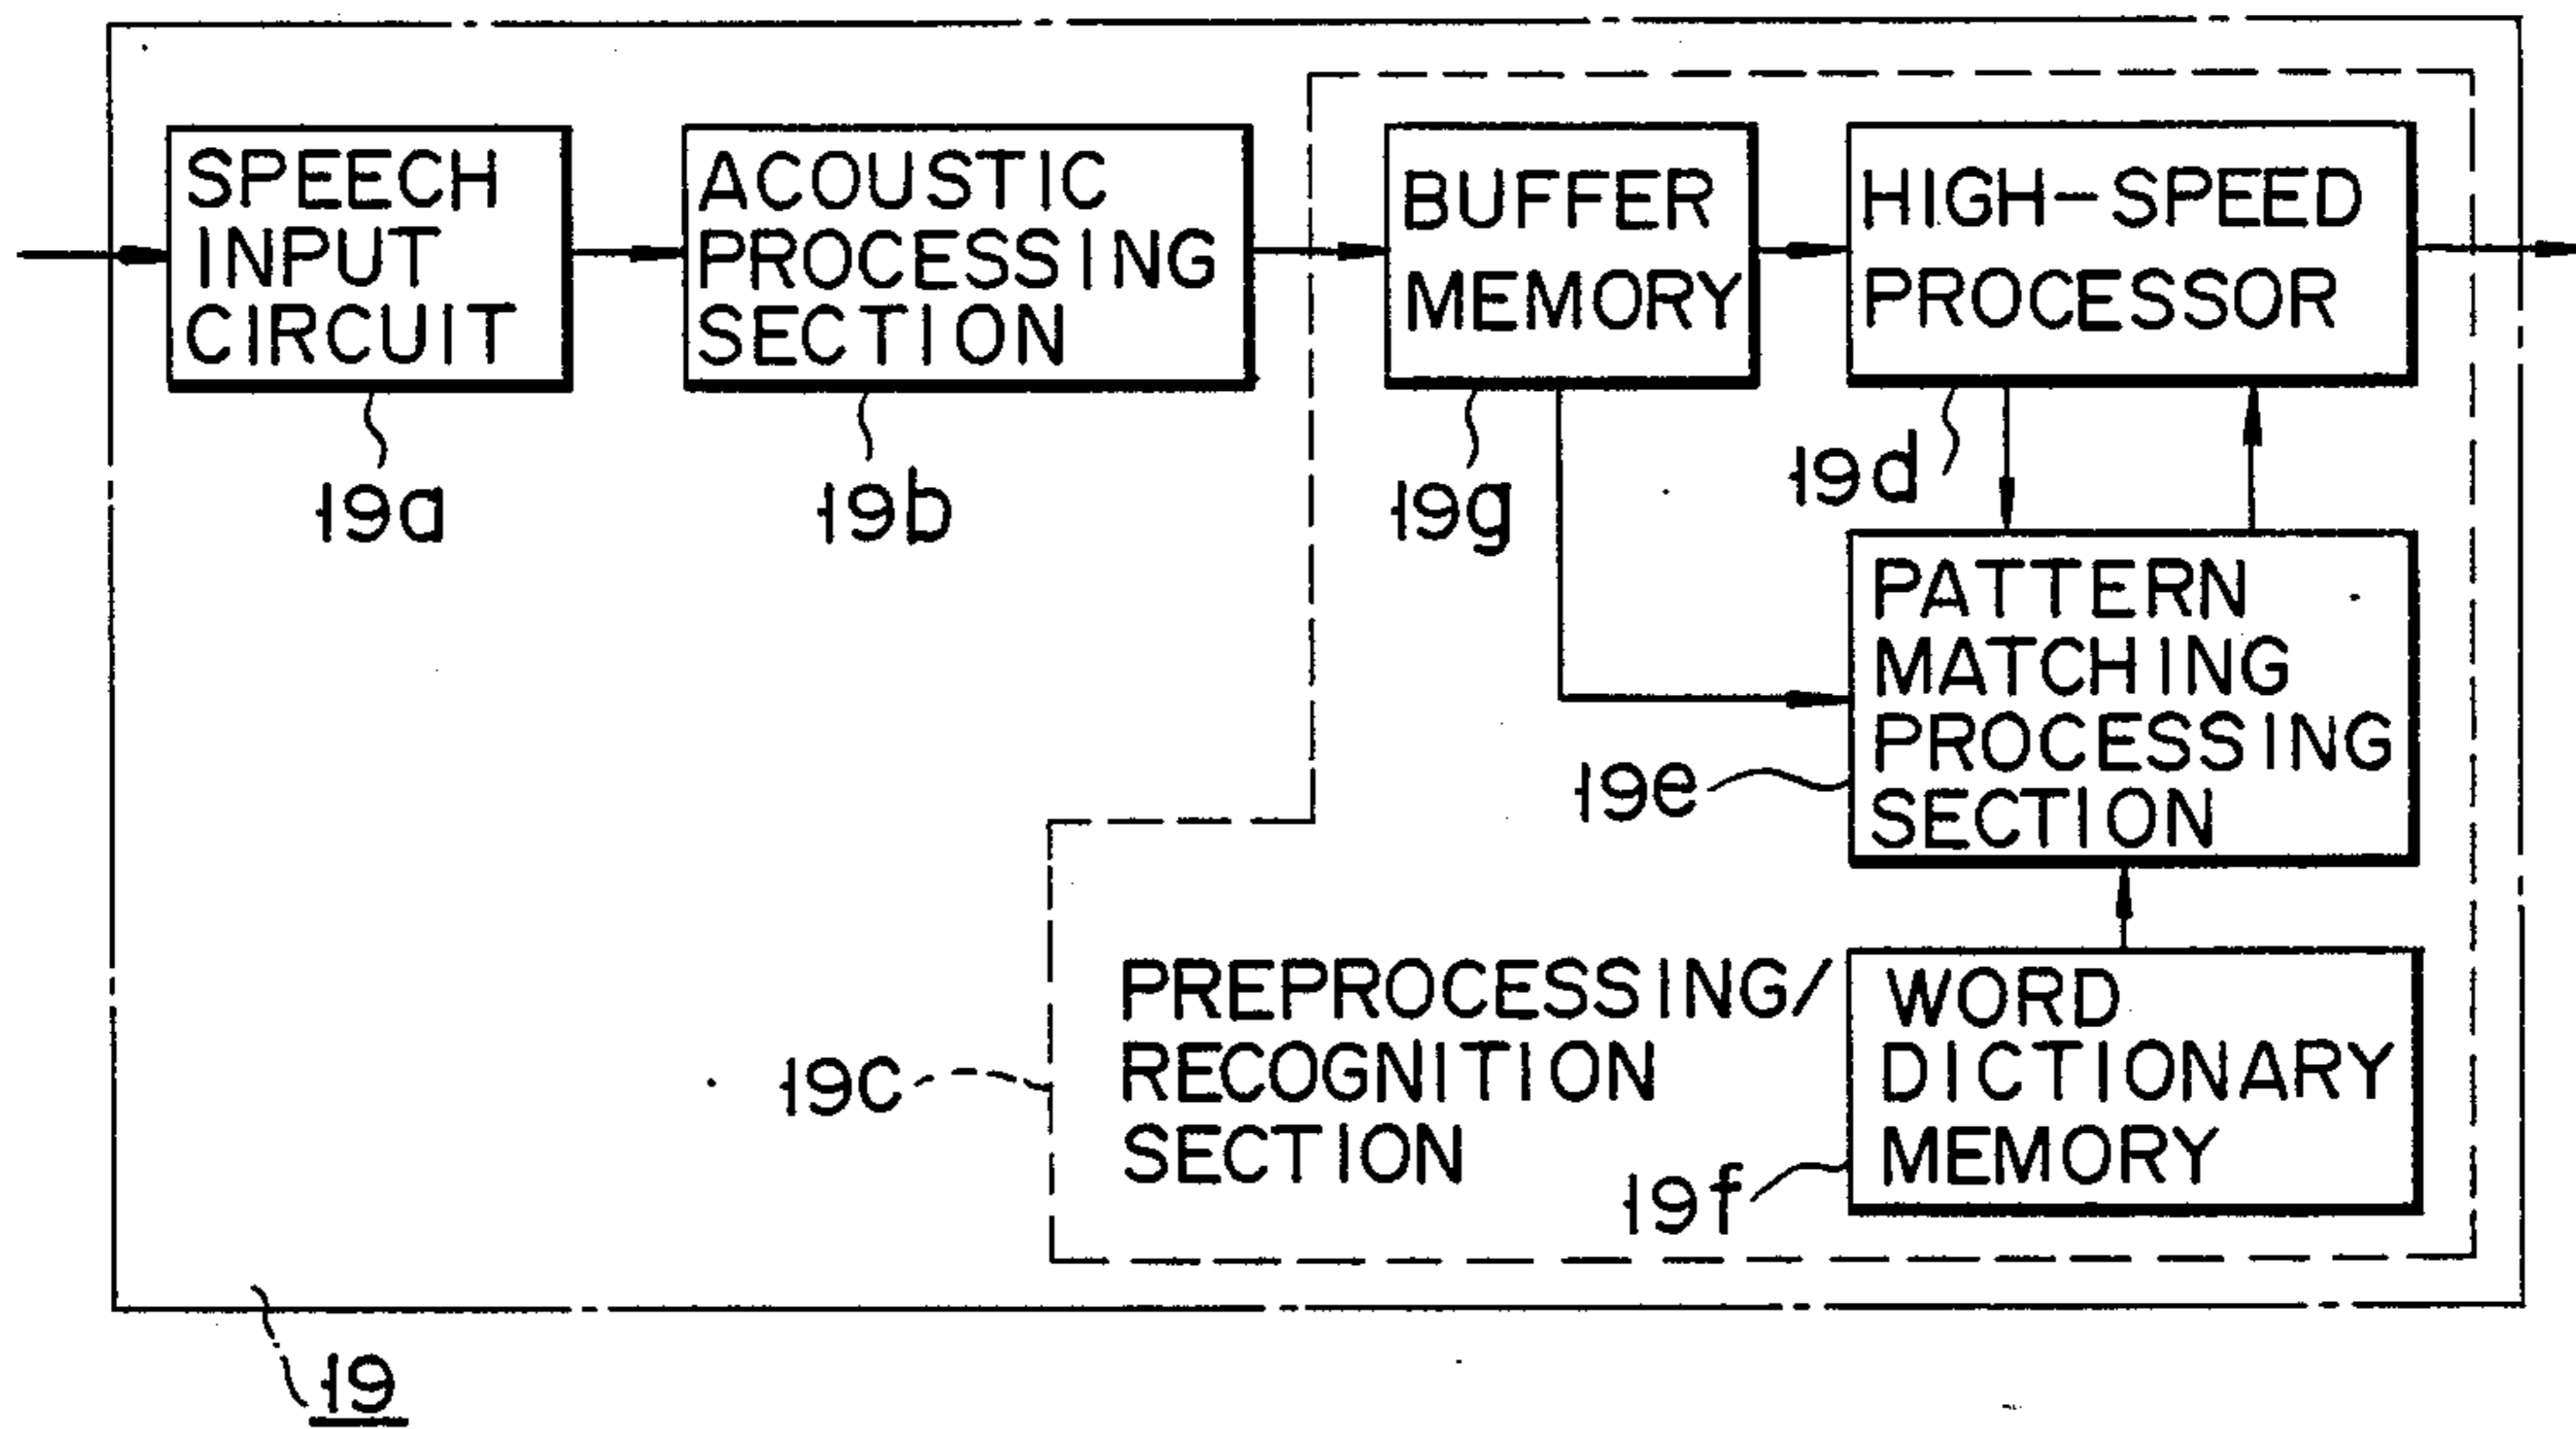 SPEECH
INPUT
CIRCUIT
19a
ACOUSTIC
PROCESSING
SECTION
19b
BUFFER
MEMORY
19g
HIGH-SPEED
PROCESSOR
19d
PATTERN
MATCHING
PROCESSING
SECTION
19e
PREPROCESSING/
RECOGNITION
SECTION
19c
WORD
DICTIONARY
MEMORY
19f
19